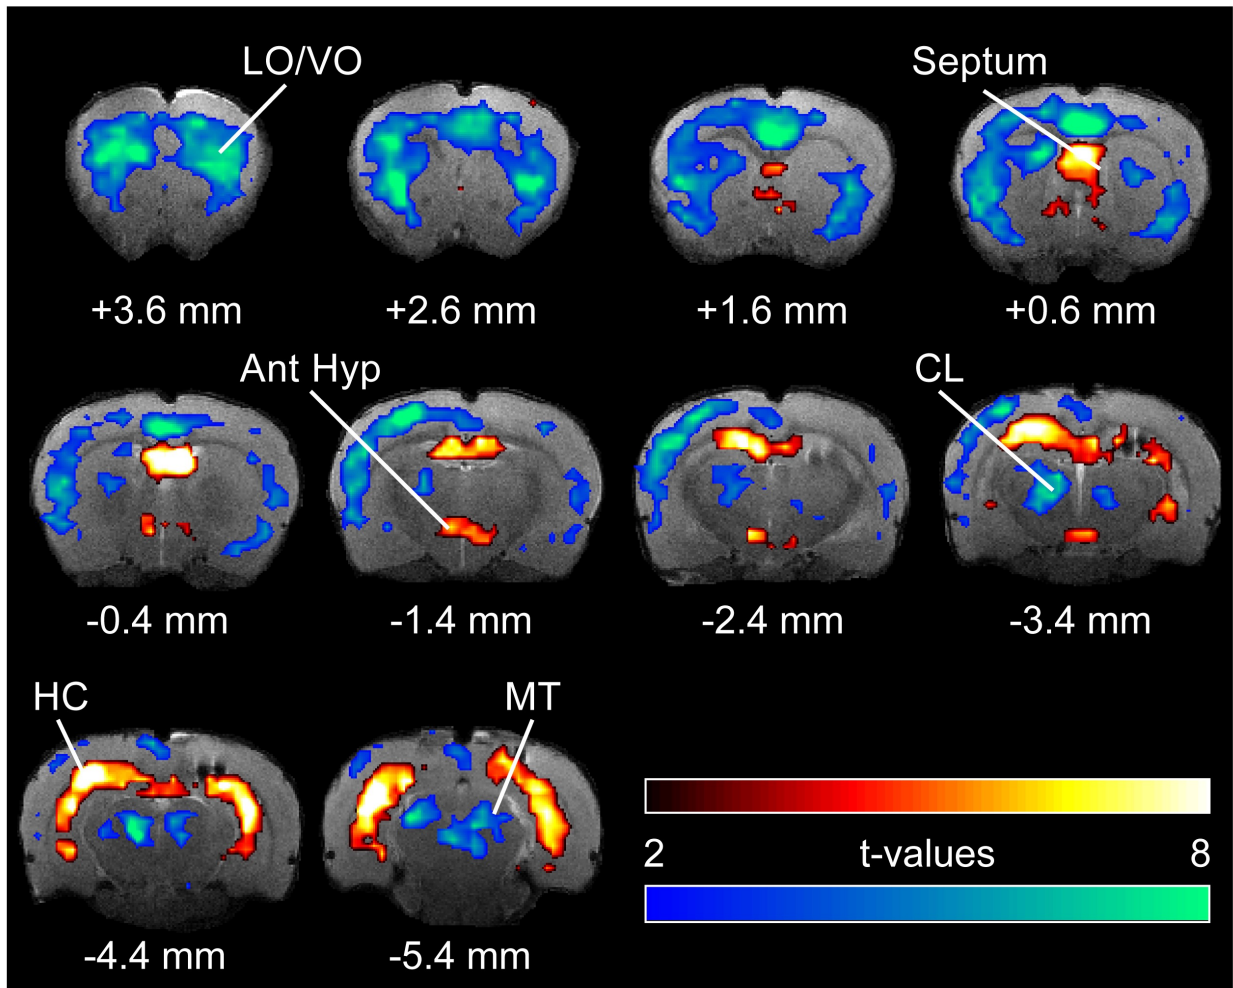 LO/VO
Septum
+3.6 mm
+2.6 mm
+1.6 mm
+0.6 mm
Ant Hyp
CL
-0.4 mm
-1.4 mm
-2.4 mm
-3.4 mm
HC
MT
2
t-values
8
-4.4 mm
-5.4 mm